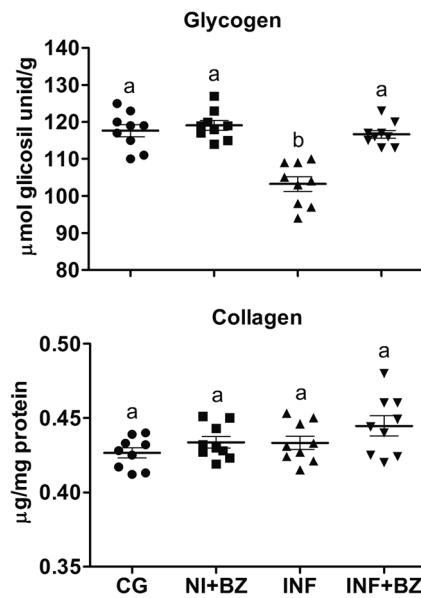 Glycogen
μmol glicosil unid/g
140
130
120
110
100
90
80
a
a
b
a
Collagen
μg/mg protein
0.50
0.45
0.40
0.35
a
a
a
a
CG
NI+BZ
INF
INF+BZ